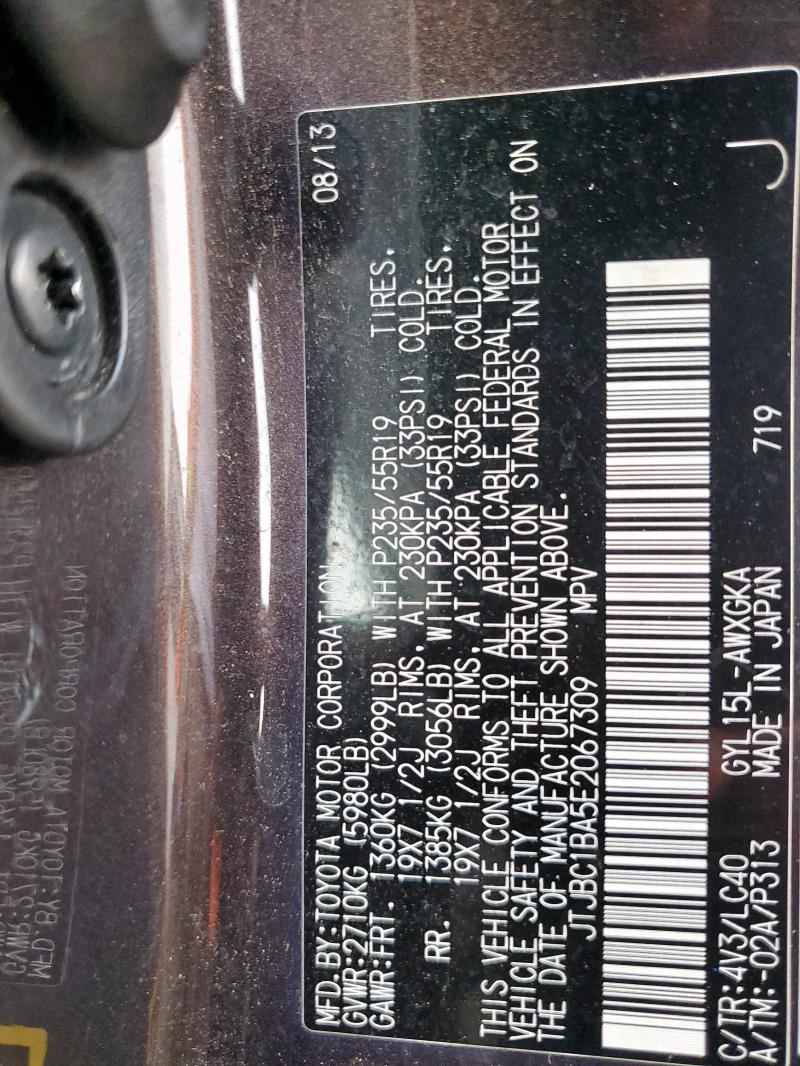 MFD.BY:TOYOTA MOTOR CORPORATION 08/13
GVWR:2710KG (5980LB)
GAWR:FRT. 1360KG (2999LB) WITH P235/55R19 TIRES.
19X7 1/2J RIMS, AT 230KPA (33PSI) COLD.
RR. 1385KG (3056LB) WITH P235/55R19 TIRES.
19X7 1/2J RIMS, AT 230KPA (33PSI) COLD.
THIS VEHICLE CONFORMS TO ALL APPLICABLE FEDERAL MOTOR
VEHICLE SAFETY AND THEFT PREVENTION STANDARDS IN EFFECT ON
THE DATE OF MANUFACTURE SHOWN ABOVE.
JTJBC1BA5E2067309 MPV
C/TR:4V3/LC40 GYL15L-AWXGKA 719 J
A/TM:-02A/P313 MADE IN JAPAN